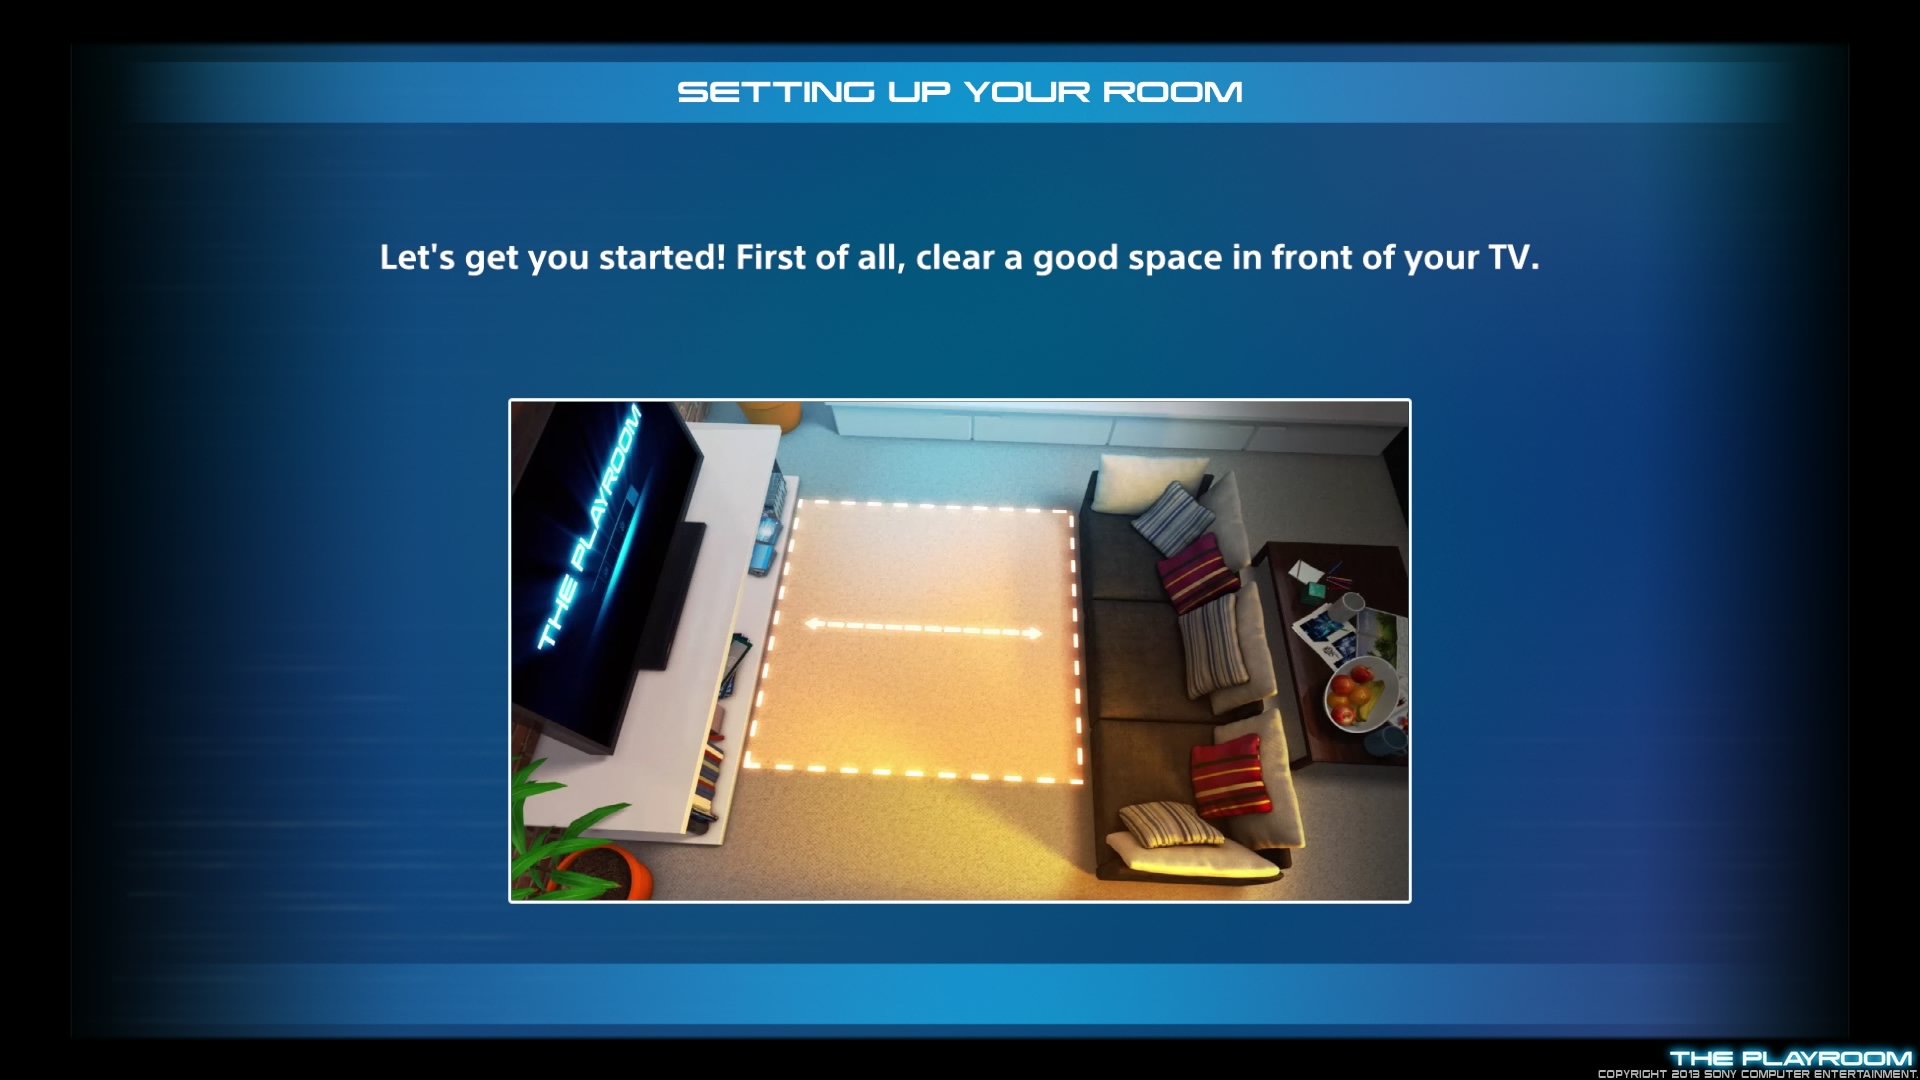 SETTING UP YOUR ROOM
Let's get you started! First of all, clear a good space in front of your TV.
THE PLAYROOM
THE PLAYROOM
COPYRIGHT 2013 SONY COMPUTER ENTERTAINMENT.